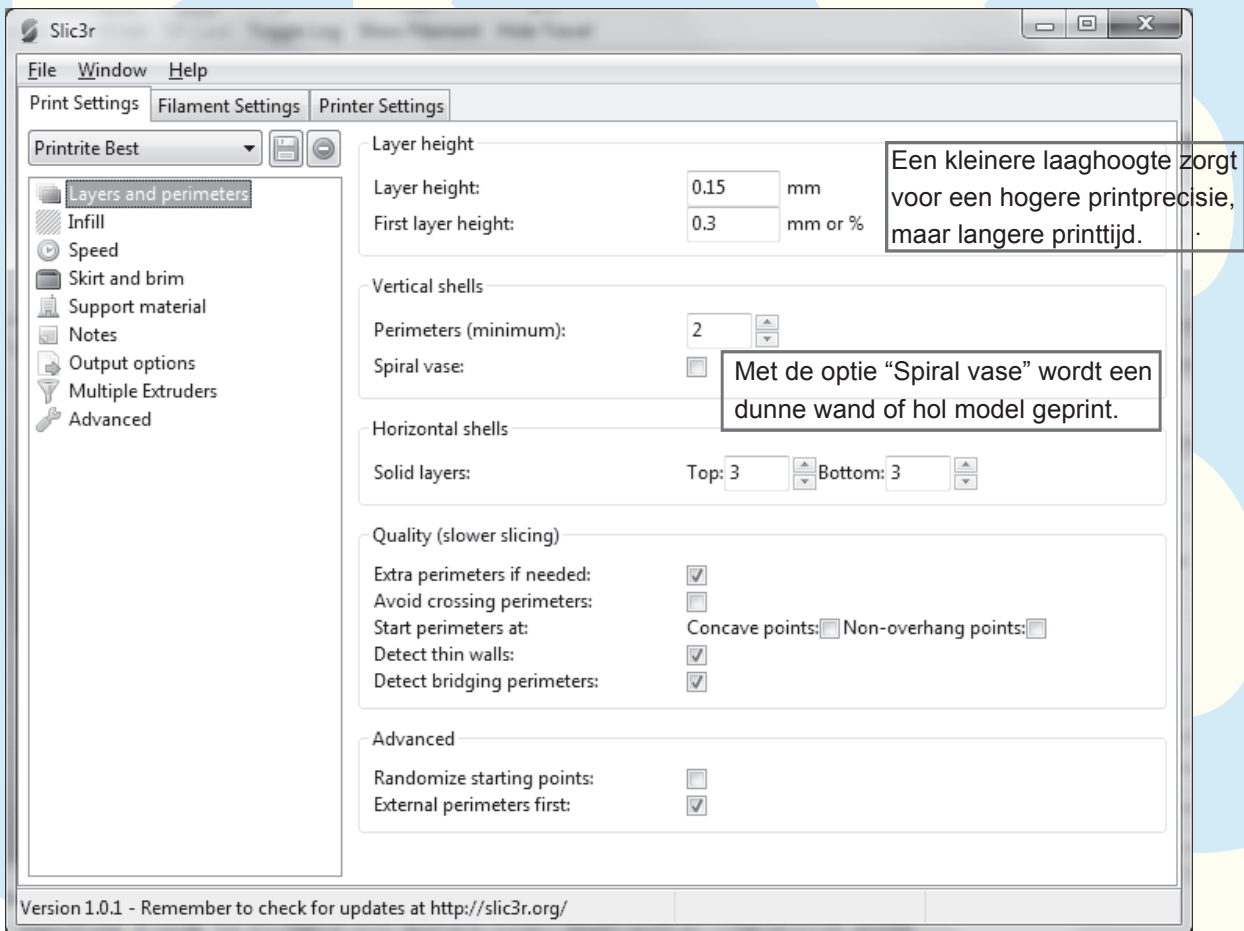 Slic3r
File Window Help
Print Settings Filament Settings Printer Settings
Printrite Best
Layers and perimeters
Infill
Speed
Skirt and brim
Support material
Notes
Output options
Multiple Extruders
Advanced
Layer height
Layer height: 0.15 mm
First layer height: 0.3 mm or %
Een kleinere laaghoogte zorgt
voor een hogere printprecisie,
maar langere printtijd. .
Vertical shells
Perimeters (minimum): 2
Spiral vase:
Met de optie “Spiral vase” wordt een
dunne wand of hol model geprint.
Horizontal shells
Solid layers: Top: 3 Bottom: 3
Quality (slower slicing)
Extra perimeters if needed:
Avoid crossing perimeters:
Start perimeters at: Concave points: Non-overhang points:
Detect thin walls:
Detect bridging perimeters:
Advanced
Randomize starting points:
External perimeters first:
Version 1.0.1 - Remember to check for updates at http://slic3r.org/